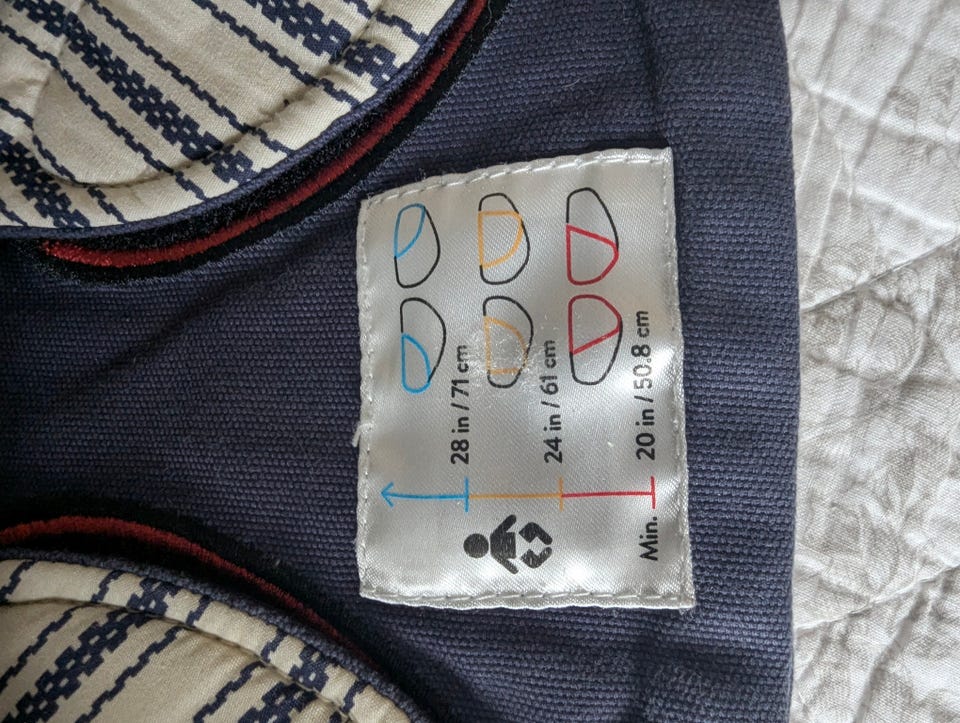 28 in / 71 cm
24 in / 61 cm
Min. 20 in / 50.8 cm